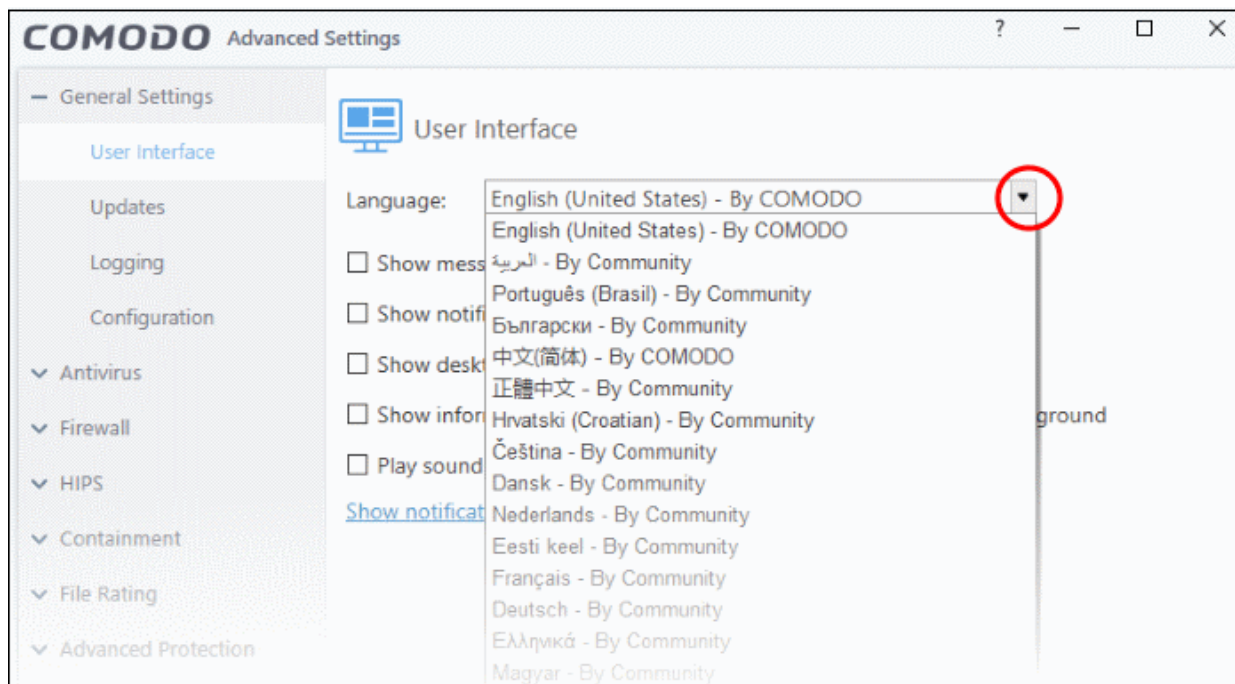 COMODO Advanced Settings ?
General Settings
User Interface
Updates
Logging
Configuration
Antivirus
Firewall
HIPS
Containment
File Rating
Advanced Protection
User Interface
Language: English (United States) - By COMODO
English (United States) - By COMODO
العربية - By Community
Português (Brasil) - By Community
Български - By Community
中文(简体) - By COMODO
正體中文 - By Community
Hrvatski (Croatian) - By Community
Čeština - By Community
Dansk - By Community
Nederlands - By Community
Eesti keel - By Community
Français - By Community
Deutsch - By Community
Ελληνικά - By Community
Magyar - By Community
Show mess
Show notifi
Show deskt
Show inforr ground
Play sound
Show notificat